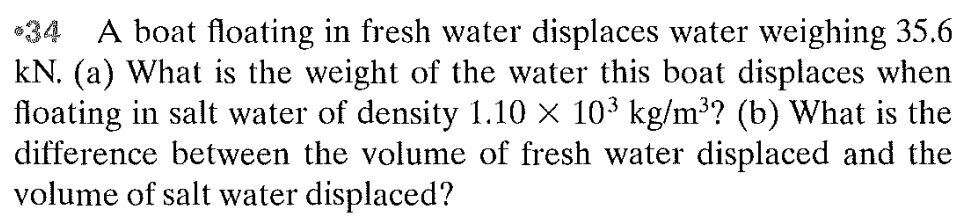 •34 A boat floating in fresh water displaces water weighing 35.6
kN. (a) What is the weight of the water this boat displaces when
floating in salt water of density 1.10 × 10³ kg/m³? (b) What is the
difference between the volume of fresh water displaced and the
volume of salt water displaced?